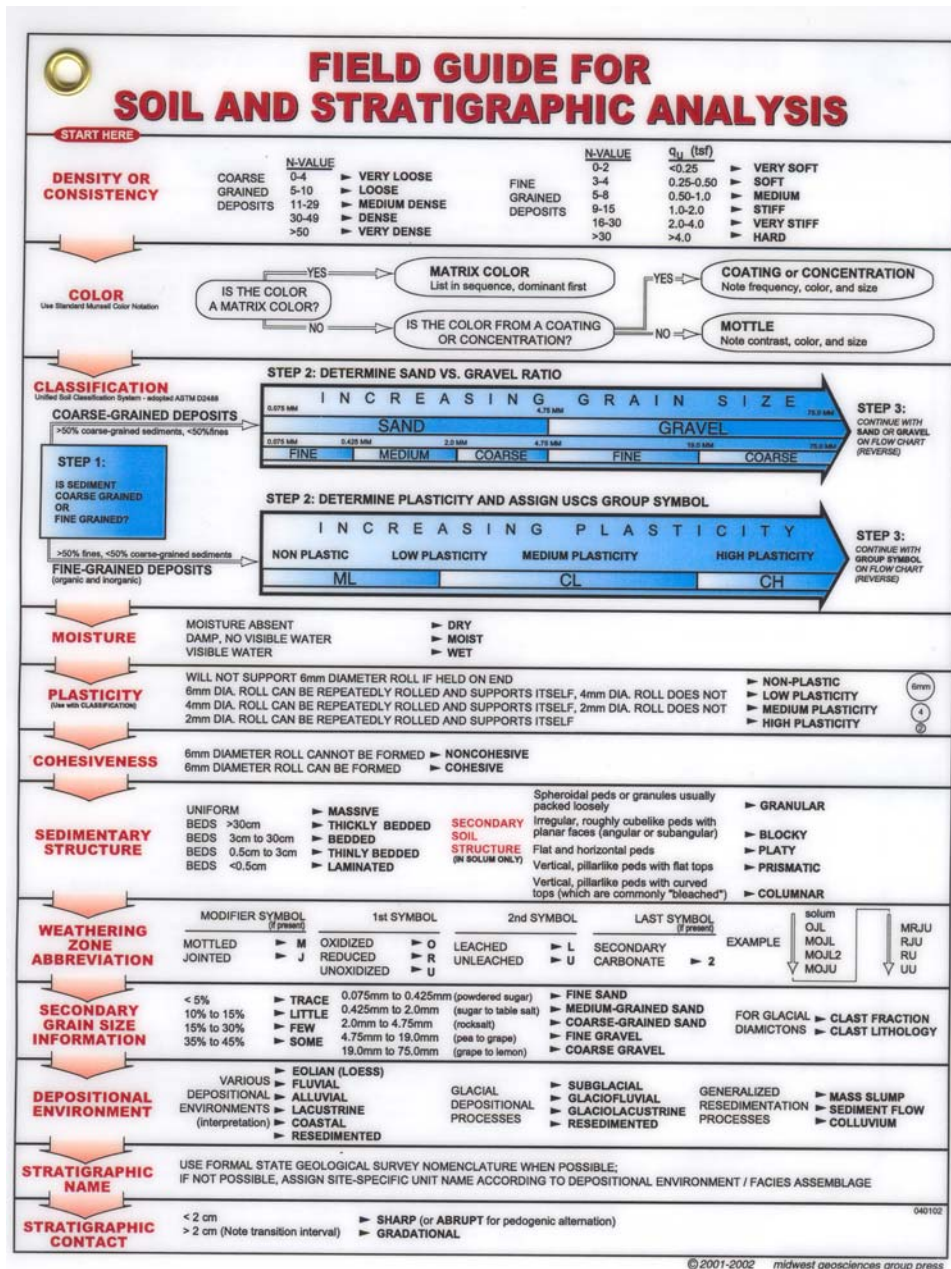 FIELD GUIDE FOR
SOIL AND STRATIGRAPHIC ANALYSIS
START HERE
DENSITY OR
CONSISTENCY
COARSE
GRAINED
DEPOSITS
N-VALUE
0-4 ► VERY LOOSE
5-10 ► LOOSE
11-29 ► MEDIUM DENSE
30-49 ► DENSE
>50 ► VERY DENSE
FINE
GRAINED
DEPOSITS
N-VALUE qu (tsf)
0-2 <0.25 ► VERY SOFT
3-4 0.25-0.50 ► SOFT
5-8 0.50-1.0 ► MEDIUM
9-15 1.0-2.0 ► STIFF
16-30 2.0-4.0 ► VERY STIFF
>30 >4.0 ► HARD
COLOR
Use Standard Munsell Color Notation
IS THE COLOR
A MATRIX COLOR?
YES
MATRIX COLOR
List in sequence, dominant first
NO
IS THE COLOR FROM A COATING
OR CONCENTRATION?
YES
COATING or CONCENTRATION
Note frequency, color, and size
NO
MOTTLE
Note contrast, color, and size
CLASSIFICATION
Unified Soil Classification System - adopted ASTM D2488
COARSE-GRAINED DEPOSITS
>50% coarse-grained sediments, <50%fines
STEP 1:
IS SEDIMENT
COARSE GRAINED
OR
FINE GRAINED?
>50% fines, <50% coarse-grained sediments
FINE-GRAINED DEPOSITS
(organic and inorganic)
STEP 2: DETERMINE SAND VS. GRAVEL RATIO
INCREASING GRAIN SIZE
0.075 MM 4.75 MM 75.0 MM
SAND GRAVEL
0.075 MM 0.425 MM 2.0 MM 4.75 MM 19.0 MM 75.0 MM
FINE MEDIUM COARSE FINE COARSE
STEP 3:
CONTINUE WITH
SAND OR GRAVEL
ON FLOW CHART
(REVERSE)
STEP 2: DETERMINE PLASTICITY AND ASSIGN USCS GROUP SYMBOL
INCREASING PLASTICITY
NON PLASTIC LOW PLASTICITY MEDIUM PLASTICITY HIGH PLASTICITY
ML CL CH
STEP 3:
CONTINUE WITH
GROUP SYMBOL
ON FLOW CHART
(REVERSE)
MOISTURE
MOISTURE ABSENT ► DRY
DAMP, NO VISIBLE WATER ► MOIST
VISIBLE WATER ► WET
PLASTICITY
(Use with CLASSIFICATION)
WILL NOT SUPPORT 6mm DIAMETER ROLL IF HELD ON END ► NON-PLASTIC
6mm DIA. ROLL CAN BE REPEATEDLY ROLLED AND SUPPORTS ITSELF, 4mm DIA. ROLL DOES NOT ► LOW PLASTICITY
4mm DIA. ROLL CAN BE REPEATEDLY ROLLED AND SUPPORTS ITSELF, 2mm DIA. ROLL DOES NOT ► MEDIUM PLASTICITY
2mm DIA. ROLL CAN BE REPEATEDLY ROLLED AND SUPPORTS ITSELF ► HIGH PLASTICITY
6mm
4
2
COHESIVENESS
6mm DIAMETER ROLL CANNOT BE FORMED ► NONCOHESIVE
6mm DIAMETER ROLL CAN BE FORMED ► COHESIVE
SEDIMENTARY
STRUCTURE
UNIFORM ► MASSIVE
BEDS >30cm ► THICKLY BEDDED
BEDS 3cm to 30cm ► BEDDED
BEDS 0.5cm to 3cm ► THINLY BEDDED
BEDS <0.5cm ► LAMINATED
SECONDARY
SOIL
STRUCTURE
(IN SOLUM ONLY)
Spheroidal peds or granules usually
packed loosely ► GRANULAR
Irregular, roughly cubelike peds with
planar faces (angular or subangular) ► BLOCKY
Flat and horizontal peds ► PLATY
Vertical, pillarlike peds with flat tops ► PRISMATIC
Vertical, pillarlike peds with curved
tops (which are commonly "bleached") ► COLUMNAR
WEATHERING
ZONE
ABBREVIATION
MODIFIER SYMBOL
(if present)
MOTTLED ► M
JOINTED ► J
1st SYMBOL
OXIDIZED ► O
REDUCED ► R
UNOXIDIZED ► U
2nd SYMBOL
LEACHED ► L
UNLEACHED ► U
LAST SYMBOL
(if present)
SECONDARY
CARBONATE ► 2
EXAMPLE
solum
OJL
MOJL
MOJL2
MOJU
MRJU
RJU
RU
UU
SECONDARY
GRAIN SIZE
INFORMATION
< 5% ► TRACE
10% to 15% ► LITTLE
15% to 30% ► FEW
35% to 45% ► SOME
0.075mm to 0.425mm (powdered sugar) ► FINE SAND
0.425mm to 2.0mm (sugar to table salt) ► MEDIUM-GRAINED SAND
2.0mm to 4.75mm (rocksalt) ► COARSE-GRAINED SAND
4.75mm to 19.0mm (pea to grape) ► FINE GRAVEL
19.0mm to 75.0mm (grape to lemon) ► COARSE GRAVEL
FOR GLACIAL ► CLAST FRACTION
DIAMICTONS ► CLAST LITHOLOGY
DEPOSITIONAL
ENVIRONMENT
VARIOUS
DEPOSITIONAL
ENVIRONMENTS
(interpretation)
► EOLIAN (LOESS)
► FLUVIAL
► ALLUVIAL
► LACUSTRINE
► COASTAL
► RESEDIMENTED
GLACIAL
DEPOSITIONAL
PROCESSES
► SUBGLACIAL
► GLACIOFLUVIAL
► GLACIOLACUSTRINE
► RESEDIMENTED
GENERALIZED
RESEDIMENTATION
PROCESSES
► MASS SLUMP
► SEDIMENT FLOW
► COLLUVIUM
STRATIGRAPHIC
NAME
USE FORMAL STATE GEOLOGICAL SURVEY NOMENCLATURE WHEN POSSIBLE;
IF NOT POSSIBLE, ASSIGN SITE-SPECIFIC UNIT NAME ACCORDING TO DEPOSITIONAL ENVIRONMENT / FACIES ASSEMBLAGE
STRATIGRAPHIC
CONTACT
< 2 cm ► SHARP (or ABRUPT for pedogenic alternation)
> 2 cm (Note transition interval) ► GRADATIONAL
040102
© 2001-2002 midwest geosciences group press